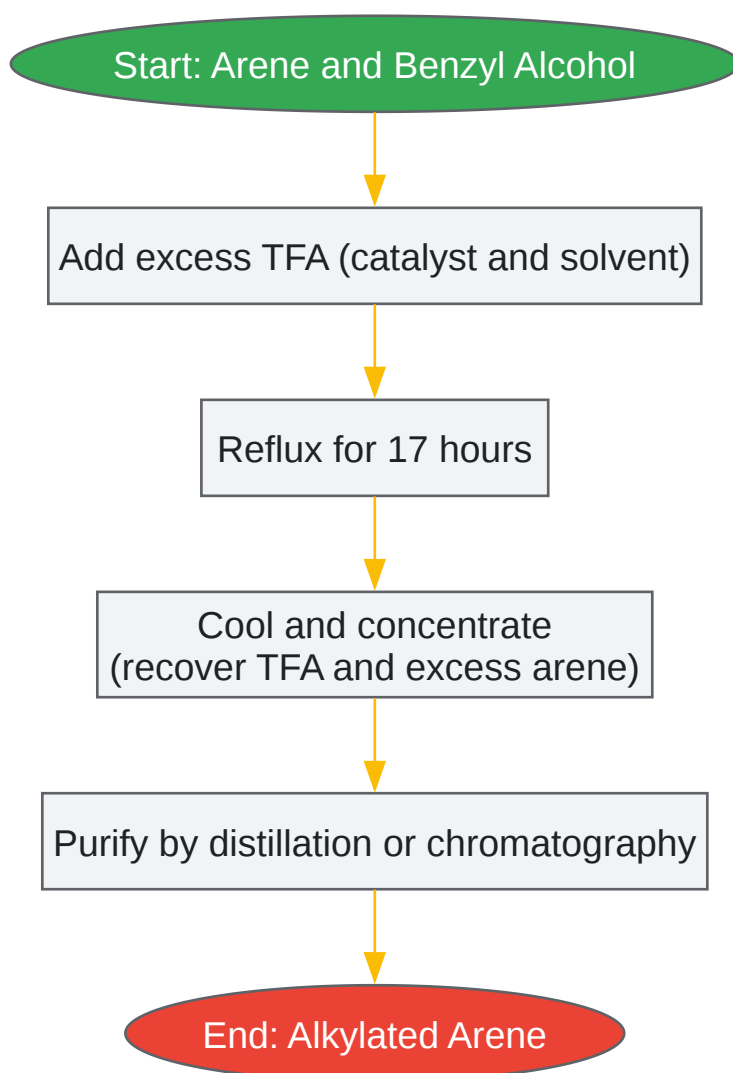 Start: Arene and Benzyl Alcohol
Add excess TFA (catalyst and solvent)
Reflux for 17 hours
Cool and concentrate
(recover TFA and excess arene)
Purify by distillation or chromatography
End: Alkylated Arene